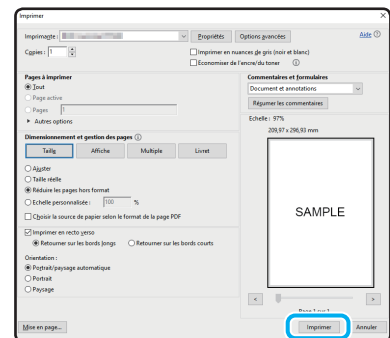 Imprimer
Imprimante : Propriétés Options avancées Aide
Copies : 1
Imprimer en nuances de gris (noir et blanc)
Economiser de l'encre/du toner
Pages à imprimer
Tout
Page active
Pages 1
Autres options
Dimensionnement et gestion des pages
Taille Affiche Multiple Livret
Ajuster
Taille réelle
Réduire les pages hors format
Echelle personnalisée : 100 %
Choisir la source de papier selon le format de la page PDF
Imprimer en recto verso
Retourner sur les bords longs Retourner sur les bords courts
Orientation :
Portrait/paysage automatique
Portrait
Paysage
Commentaires et formulaires
Document et annotations
Résumer les commentaires
Echelle : 97%
209,97 x 296,93 mm
SAMPLE
< >
Page 1 sur 1
Mise en page... Imprimer Annuler